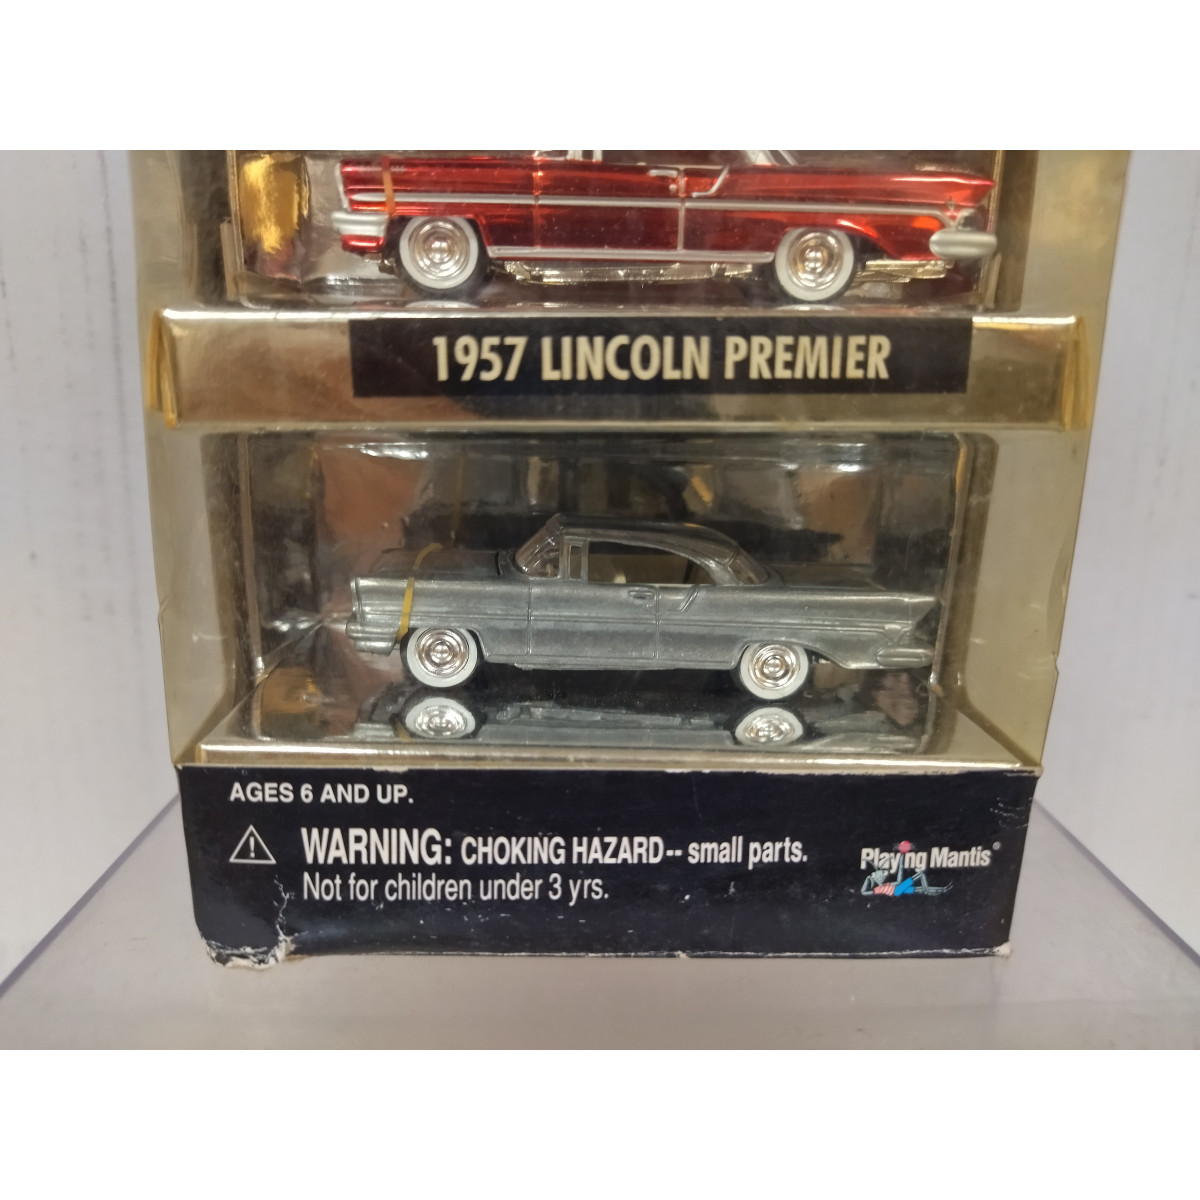 1957 LINCOLN PREMIER
AGES 6 AND UP.
WARNING: CHOKING HAZARD -- small parts.
Not for children under 3 yrs.
Playing Mantis®